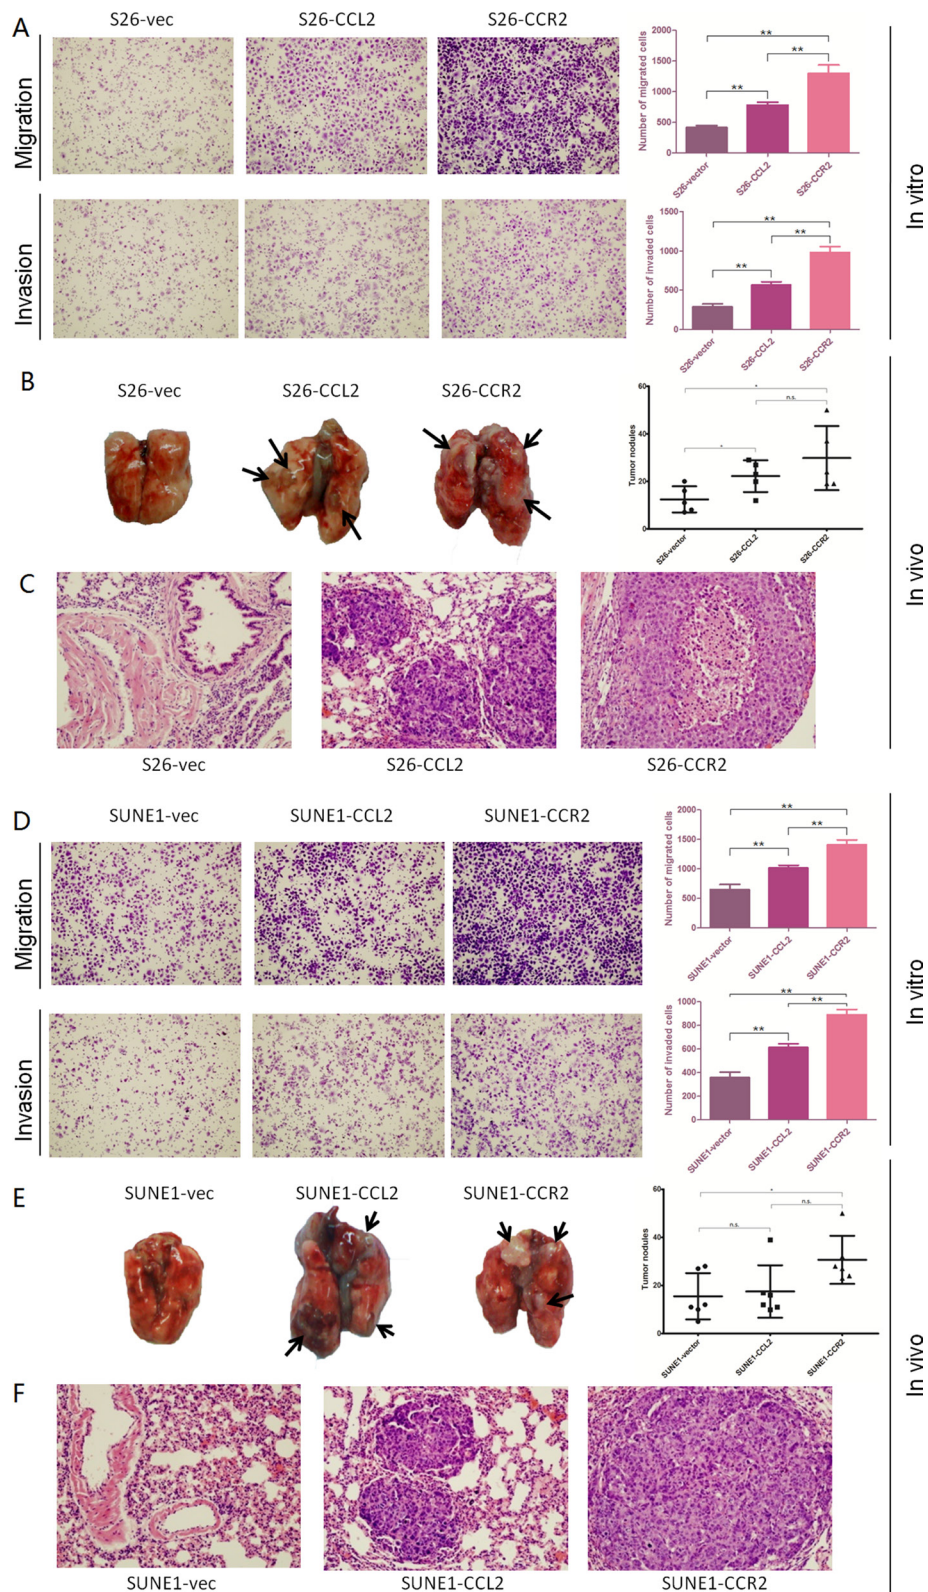 A
S26-vec
S26-CCL2
S26-CCR2
Migration
Number of migrated cells
2000
1500
1000
500
0
**
**
**
S26-vector
S26-CCL2
S26-CCR2
In vitro
Invasion
Number of invaded cells
1500
1000
500
0
**
**
**
S26-vector
S26-CCL2
S26-CCR2
B
S26-vec
S26-CCL2
S26-CCR2
Tumor nodules
60
40
20
0
*
n.s.
*
S26-vector
S26-CCL2
S26-CCR2
In vivo
C
S26-vec
S26-CCL2
S26-CCR2
D
SUNE1-vec
SUNE1-CCL2
SUNE1-CCR2
Migration
Number of migrated cells
2000
1500
1000
500
0
**
**
**
SUNE1-vector
SUNE1-CCL2
SUNE1-CCR2
In vitro
Invasion
Number of invaded cells
1000
800
600
400
200
0
**
**
**
SUNE1-vector
SUNE1-CCL2
SUNE1-CCR2
E
SUNE1-vec
SUNE1-CCL2
SUNE1-CCR2
Tumor nodules
60
40
20
0
*
n.s.
n.s.
SUNE1-vector
SUNE1-CCL2
SUNE1-CCR2
In vivo
F
SUNE1-vec
SUNE1-CCL2
SUNE1-CCR2